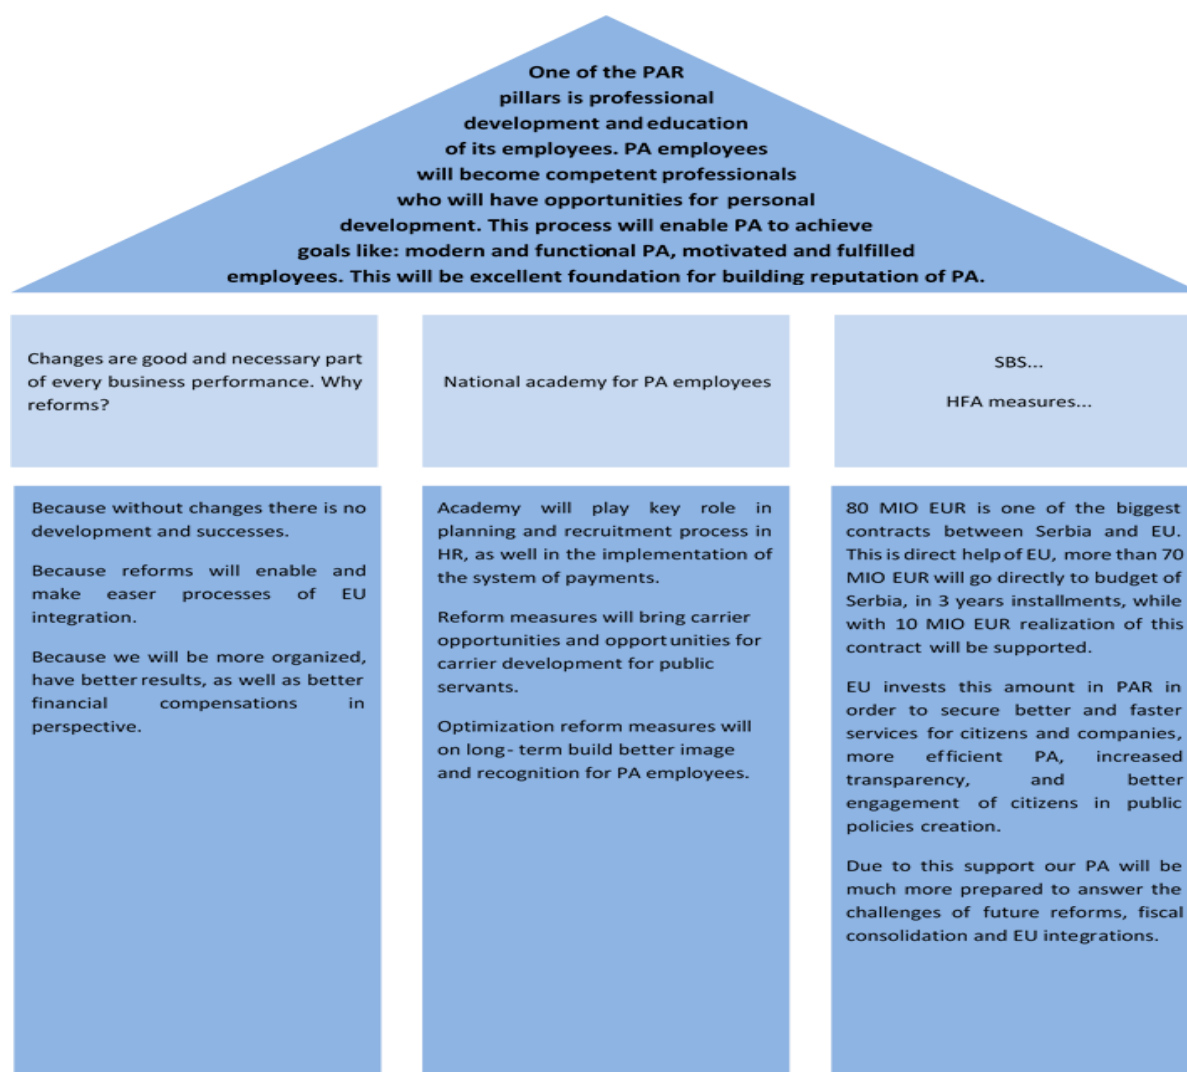 One of the PAR
pillars is professional
development and education
of its employees. PA employees
will become competent professionals
who will have opportunities for personal
development. This process will enable PA to achieve
goals like: modern and functional PA, motivated and fulfilled
employees. This will be excellent foundation for building reputation of PA.
Changes are good and necessary part
of every business performance. Why
reforms?
National academy for PA employees
SBS...
HFA measures...
Because without changes there is no
development and successes.
Because reforms will enable and
make easer processes of EU
integration.
Because we will be more organized,
have better results, as well as better
financial compensations in
perspective.
Academy will play key role in
planning and recruitment process in
HR, as well in the implementation of
the system of payments.
Reform measures will bring carrier
opportunities and opportunities for
carrier development for public
servants.
Optimization reform measures will
on long- term build better image
and recognition for PA employees.
80 MIO EUR is one of the biggest
contracts between Serbia and EU.
This is direct help of EU, more than 70
MIO EUR will go directly to budget of
Serbia, in 3 years installments, while
with 10 MIO EUR realization of this
contract will be supported.
EU invests this amount in PAR in
order to secure better and faster
services for citizens and companies,
more efficient PA, increased
transparency, and better
engagement of citizens in public
policies creation.
Due to this support our PA will be
much more prepared to answer the
challenges of future reforms, fiscal
consolidation and EU integrations.